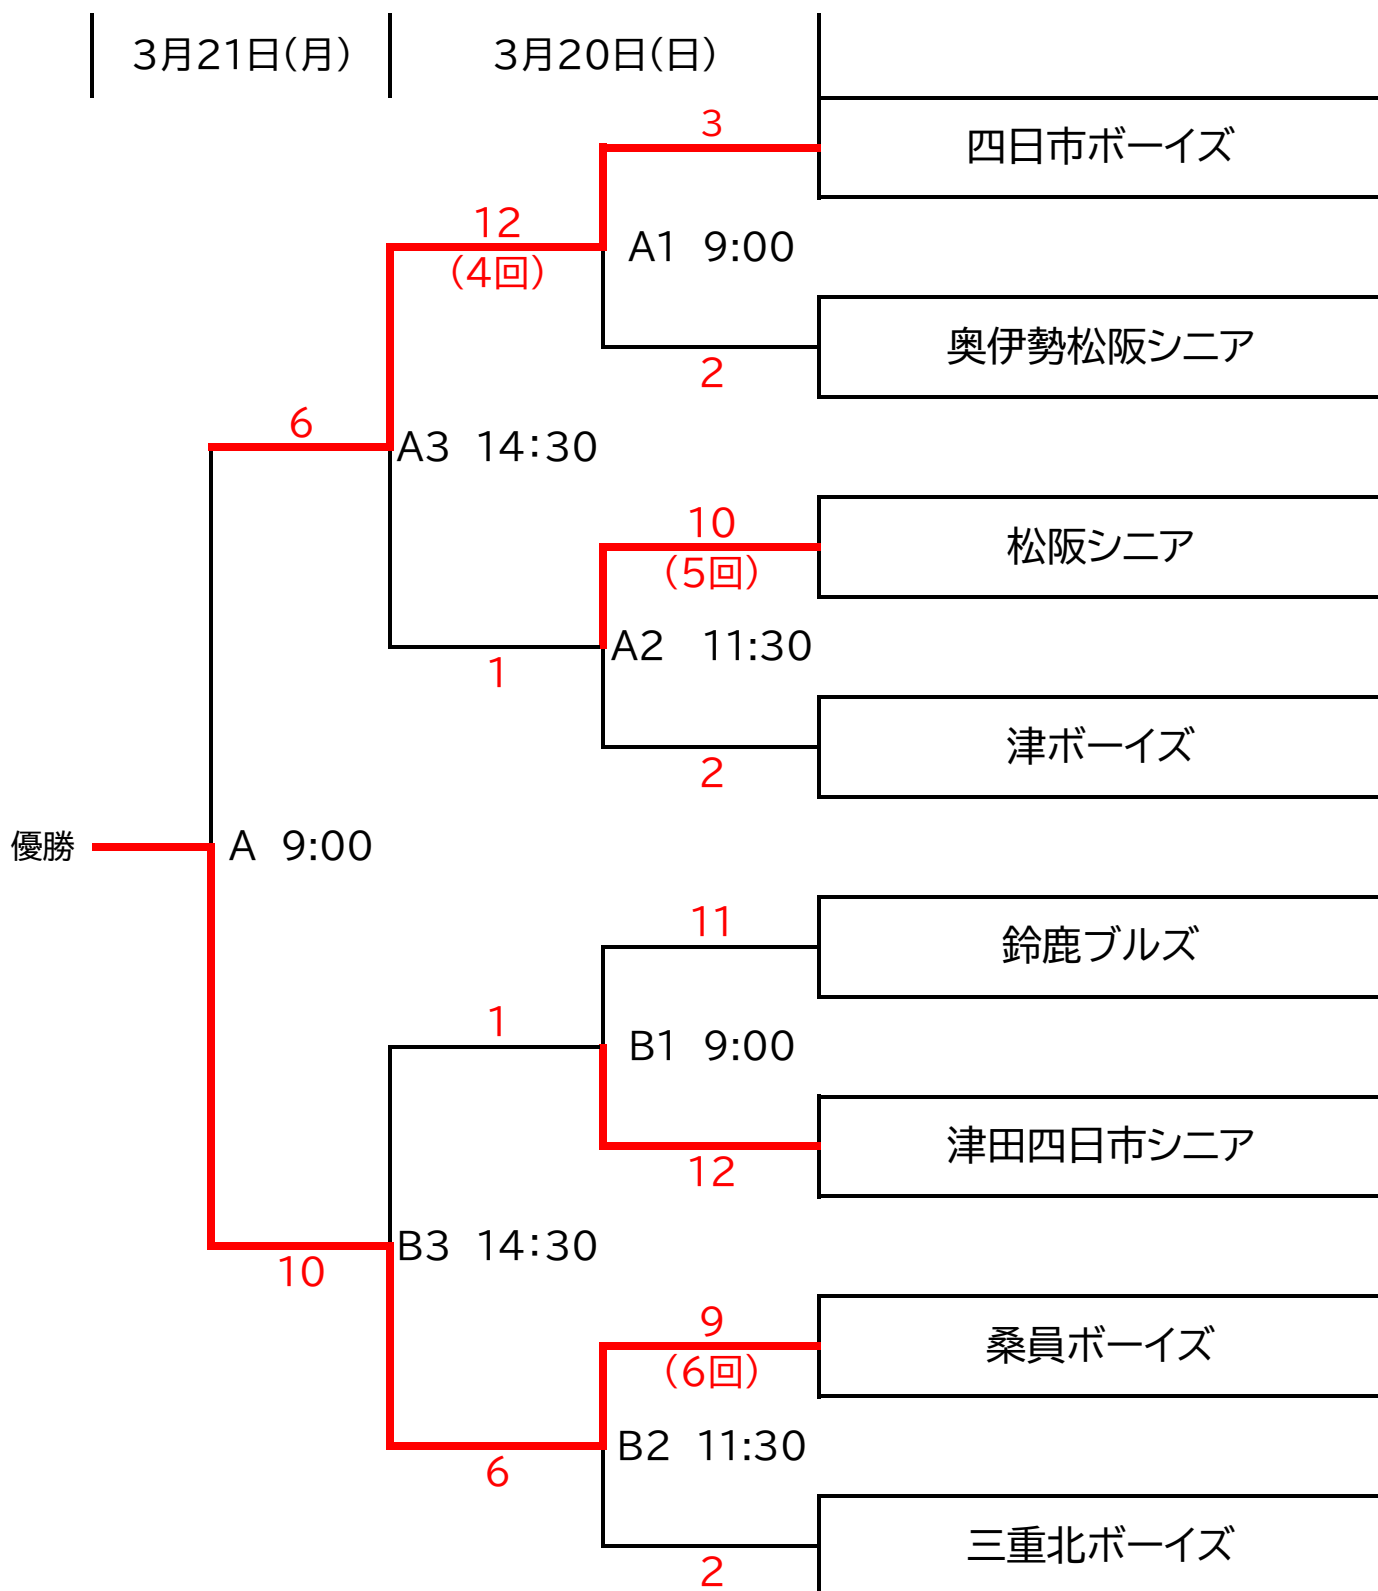 3月21日(月)
3月20日(日)
3
四日市ボーイズ
12
(4回)
A1 9:00
2
奥伊勢松阪シニア
6
A3 14:30
10
(5回)
松阪シニア
1
A2 11:30
2
津ボーイズ
優勝
A 9:00
11
鈴鹿ブルズ
1
B1 9:00
12
津田四日市シニア
10
B3 14:30
9
(6回)
桑員ボーイズ
6
B2 11:30
2
三重北ボーイズ